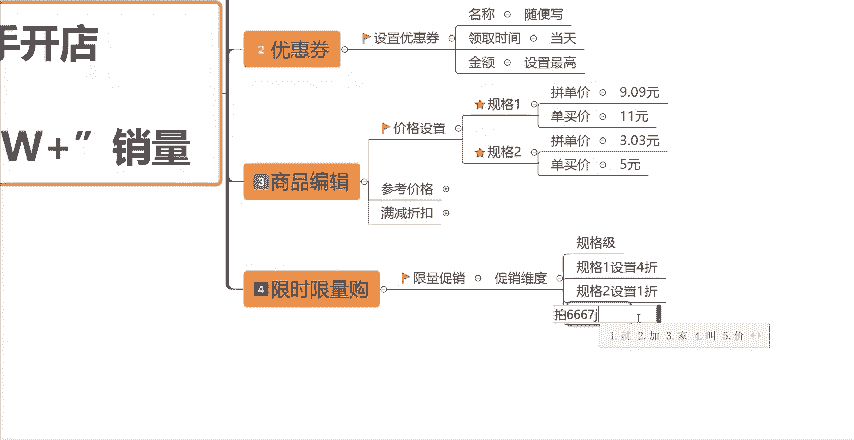 手开店
W+”销量
2 优惠券
设置优惠券
名称 随便写
领取时间 当天
金额 设置最高
3 商品编辑
价格设置
规格1
拼单价 9.09元
单买价 11元
规格2
拼单价 3.03元
单买价 5元
参考价格
满减折扣
4 限时限量购
限量促销 促销维度
规格级
规格1设置4折
规格2设置1折
拍6667j
1.就 2.加 3.家 4.叫 5.价